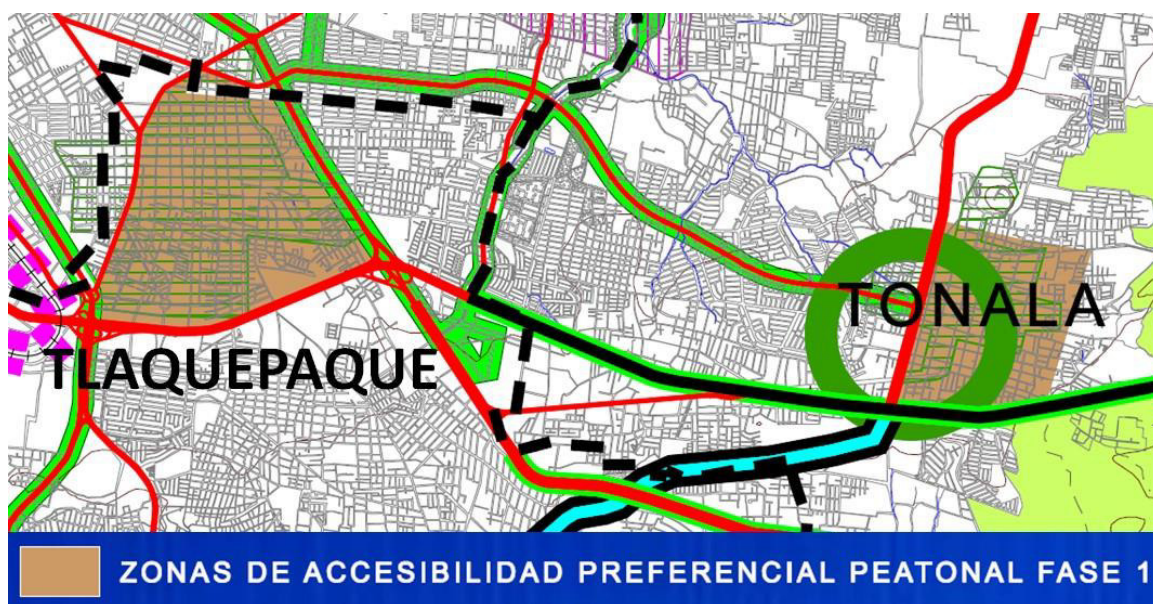 TONALA
TLAQUEPAQUE
ZONAS DE ACCESIBILIDAD PREFERENCIAL PEATONAL FASE 1